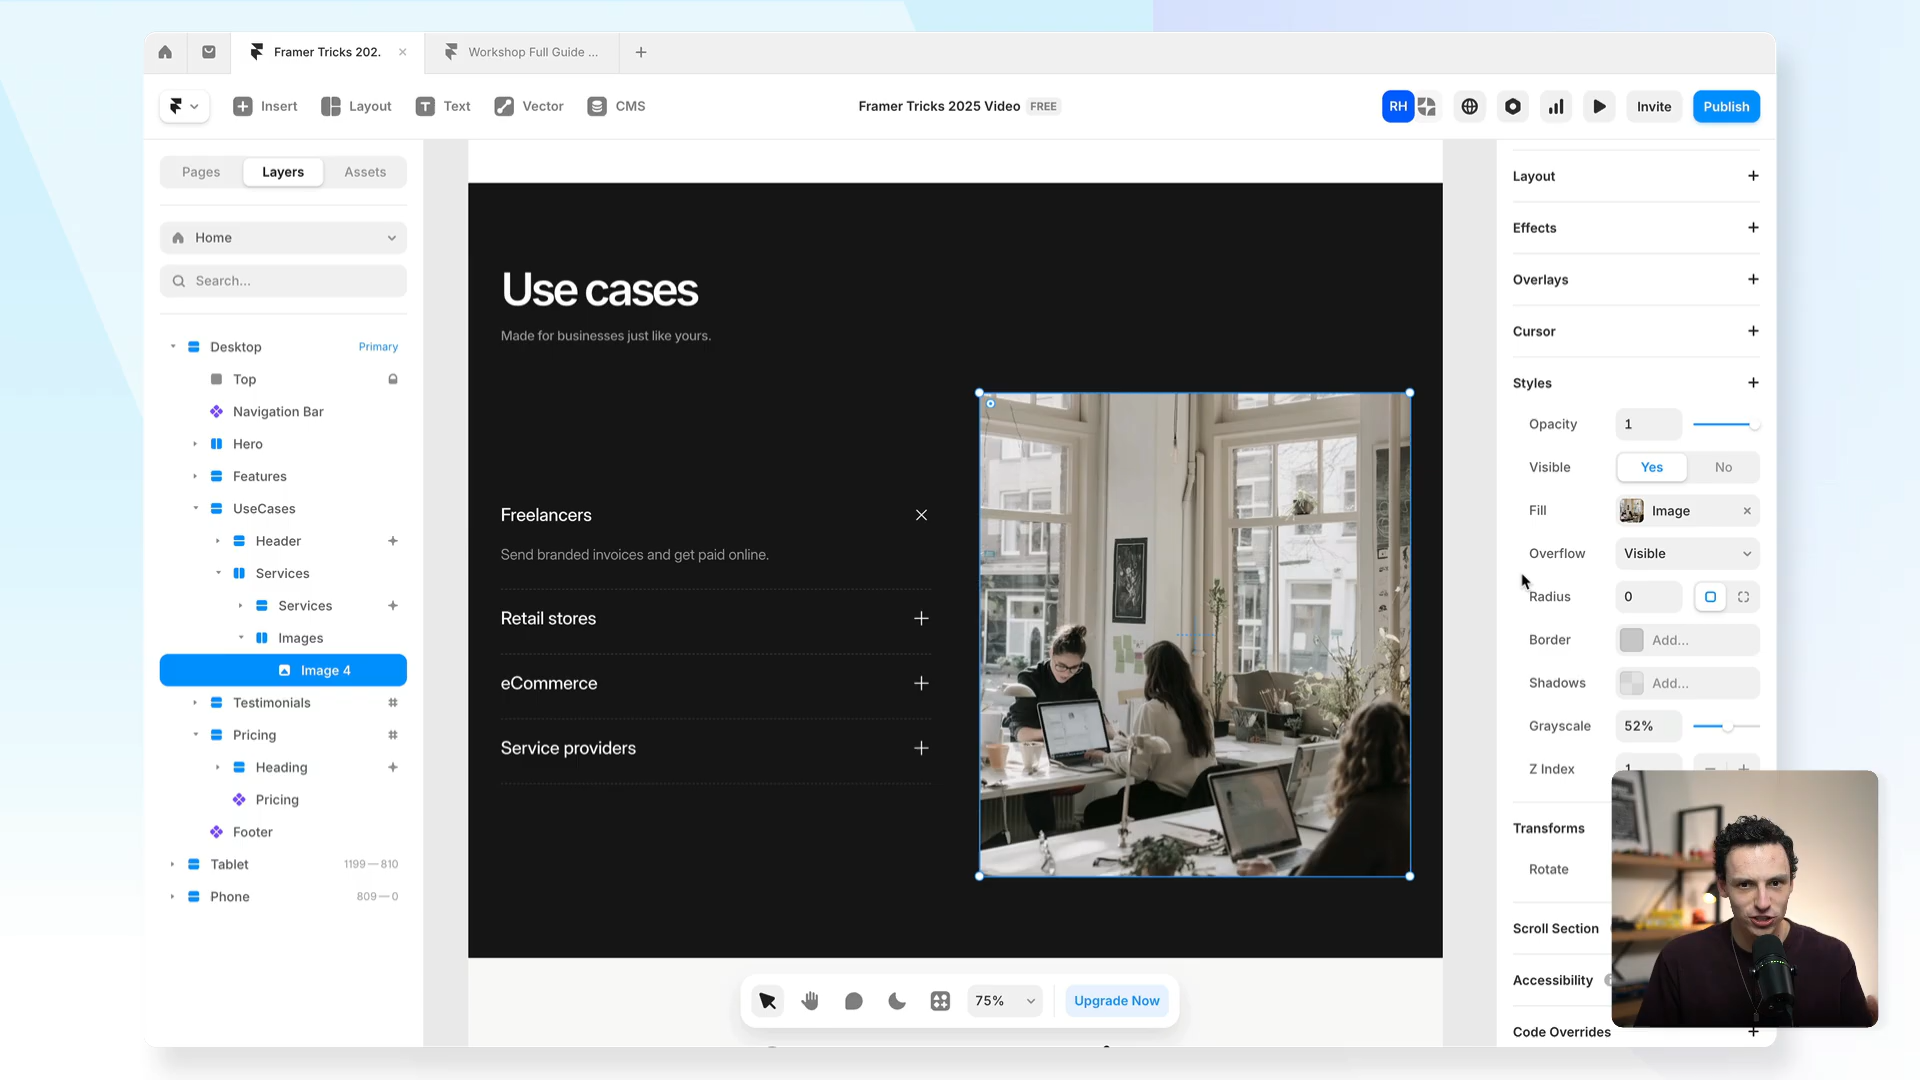 Framer Tricks 202.
Workshop Full Guide ...
Insert
Layout
Text
Vector
CMS
Framer Tricks 2025 Video FREE
RH
Invite
Publish
Pages
Layers
Assets
Home
Search...
Desktop
Primary
Top
Navigation Bar
Hero
Features
UseCases
Header
Services
Services
Images
Image 4
Testimonials
Pricing
Heading
Pricing
Footer
Tablet
1199 — 810
Phone
809 — 0
Use cases
Made for businesses just like yours.
Freelancers
Send branded invoices and get paid online.
Retail stores
eCommerce
Service providers
75%
Upgrade Now
Layout
Effects
Overlays
Cursor
Styles
Opacity
1
Visible
Yes
No
Fill
Image
Overflow
Visible
Radius
0
Border
Add...
Shadows
Add...
Grayscale
52%
Z Index
1
Transforms
Rotate
Scroll Section
Accessibility
Code Overrides